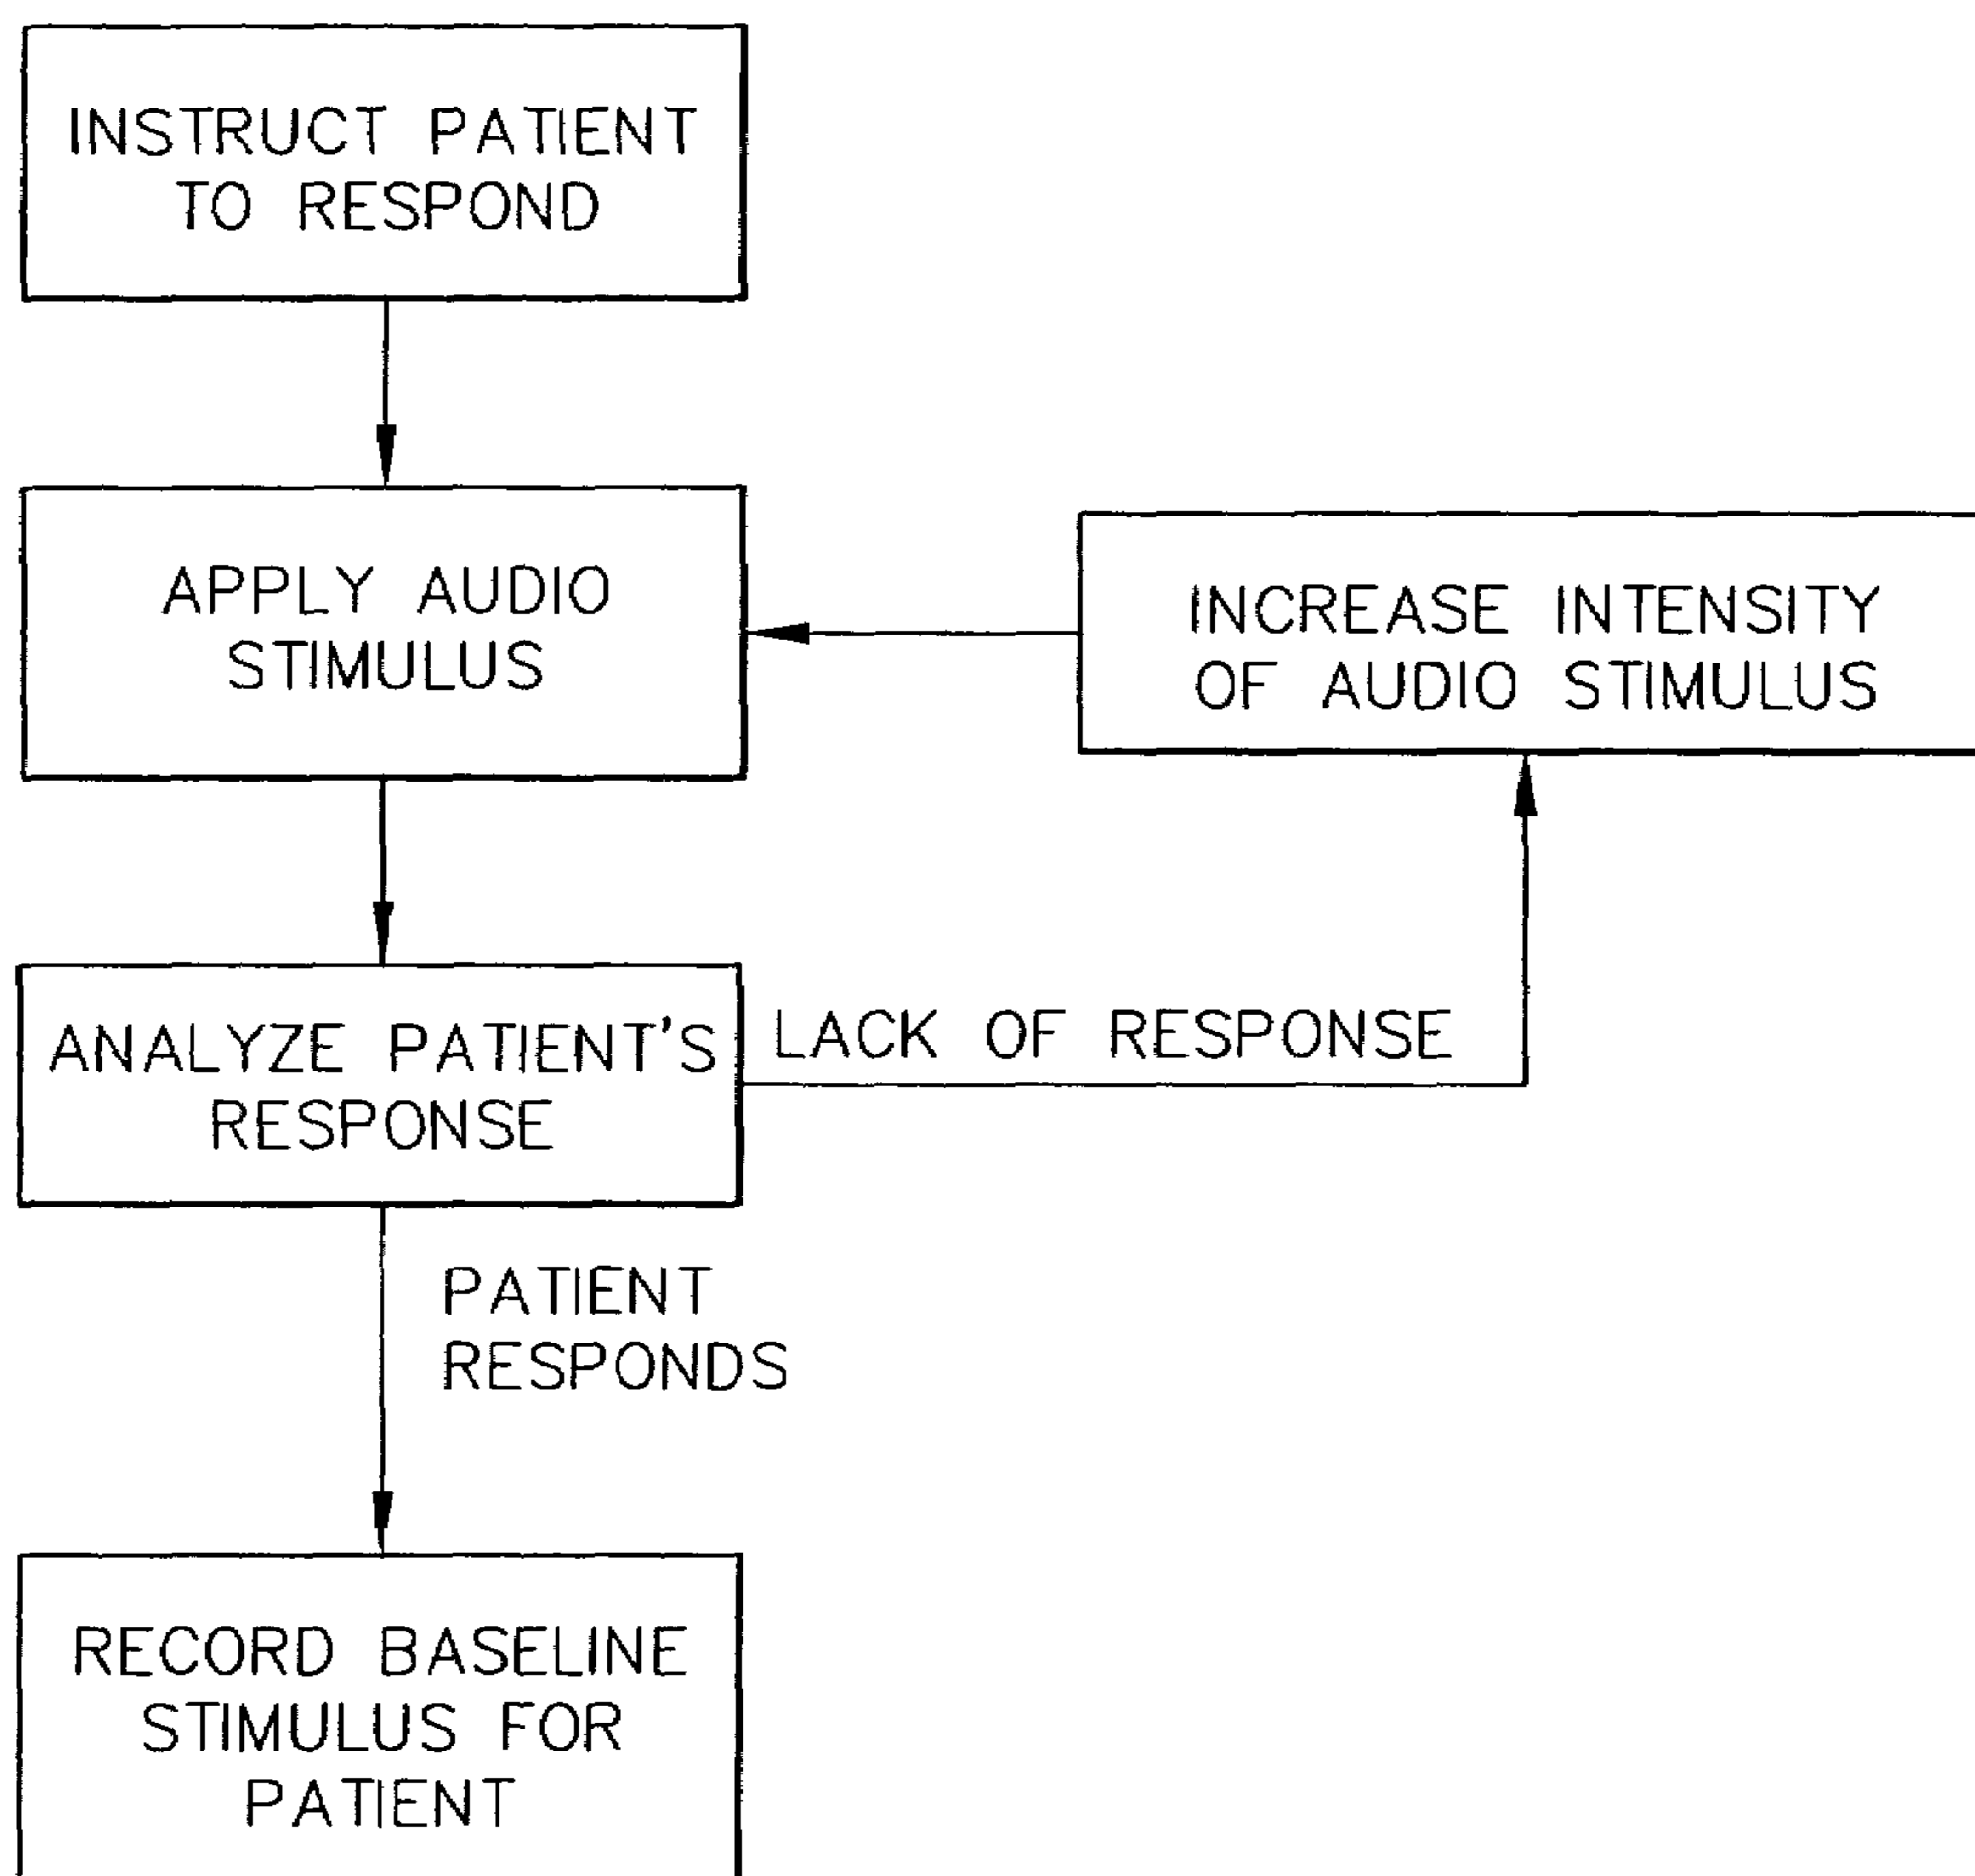 INSTRUCT PATIENT
TO RESPOND
APPLY AUDIO
STIMULUS
INCREASE INTENSITY
OF AUDIO STIMULUS
ANALYZE PATIENT'S
RESPONSE
LACK OF RESPONSE
PATIENT
RESPONDS
RECORD BASELINE
STIMULUS FOR
PATIENT